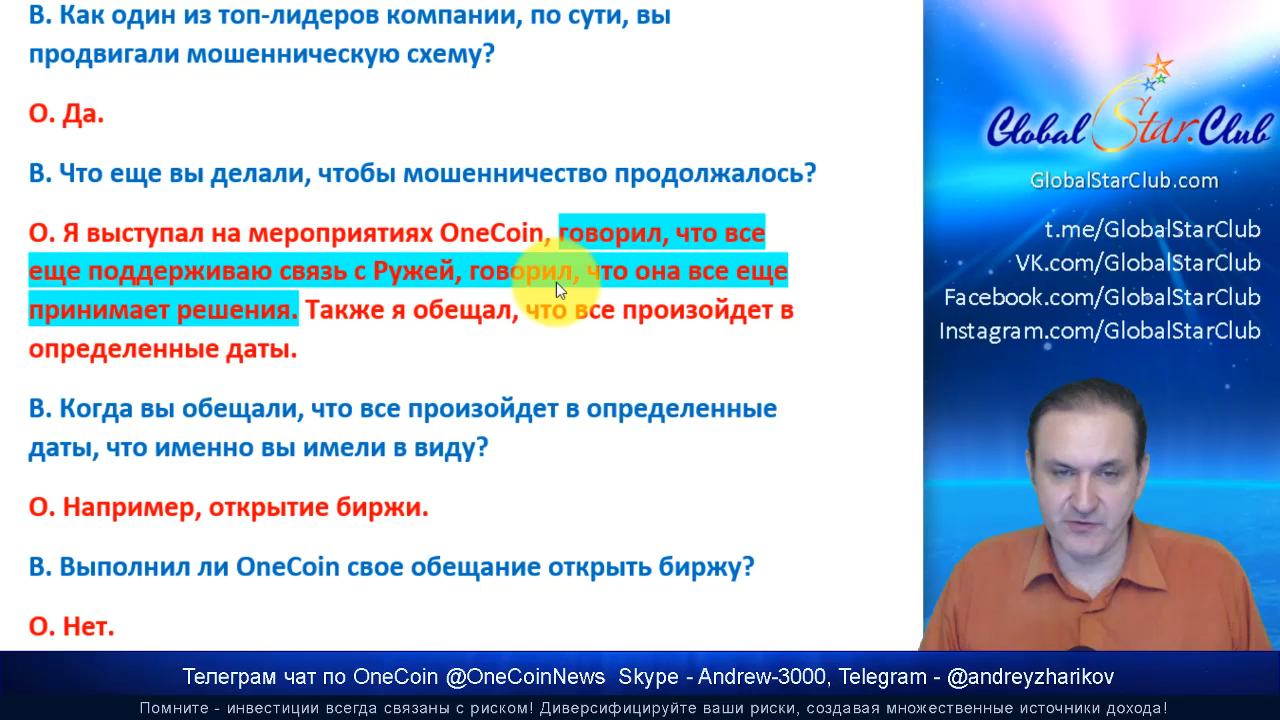 В. Как один из топ-лидеров компании, по сути, вы
продвигали мошенническую схему?
О. Да.
В. Что еще вы делали, чтобы мошенничество продолжалось?
О. Я выступал на мероприятиях OneCoin, говорил, что все
еще поддерживаю связь с Ружей, говорил, что она все еще
принимает решения. Также я обещал, что все произойдет в
определенные даты.
В. Когда вы обещали, что все произойдет в определенные
даты, что именно вы имели в виду?
О. Например, открытие биржи.
В. Выполнил ли OneCoin свое обещание открыть биржу?
О. Нет.
Global Star.Club
GlobalStarClub.com
t.me/GlobalStarClub
VK.com/GlobalStarClub
Facebook.com/GlobalStarClub
Instagram.com/GlobalStarClub
Телеграм чат по OneCoin @OneCoinNews Skype - Andrew-3000, Telegram - @andreyzharikov
Помните - инвестиции всегда связаны с риском! Диверсифицируйте ваши риски, создавая множественные источники дохода!